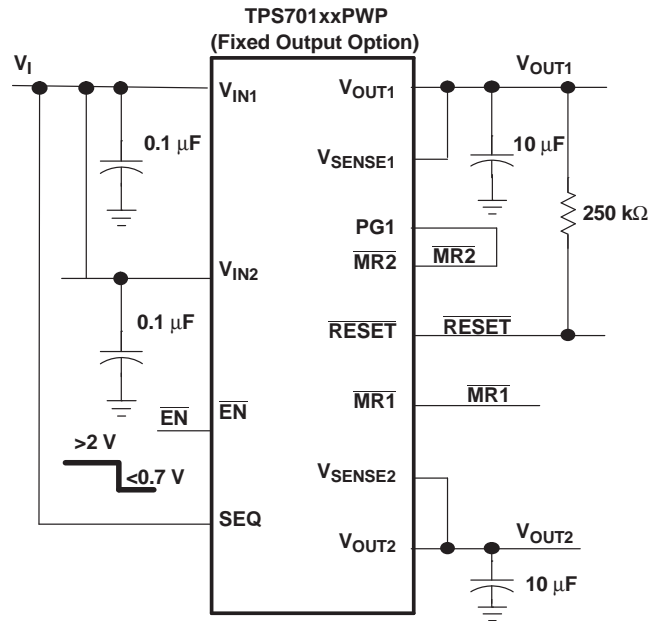 TPS701xxPWP
(Fixed Output Option)
VI
VIN1
VOUT1
VOUT1
0.1 μF
10 μF
VSENSE1
250 kΩ
PG1
MR2
MR2
VIN2
0.1 μF
RESET
RESET
EN
EN
MR1
MR1
>2 V
<0.7 V
VSENSE2
SEQ
VOUT2
VOUT2
10 μF